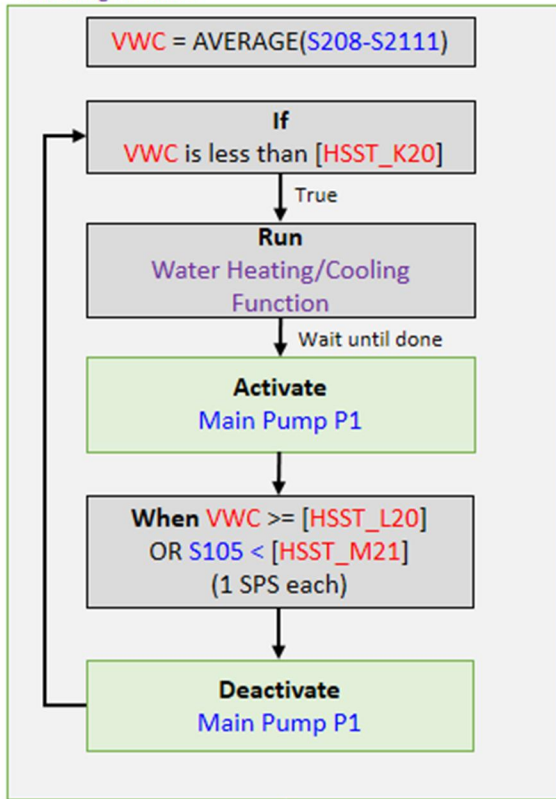 VWC = AVERAGE(S208-S2111)
If
VWC is less than [HSST_K20]
True
Run
Water Heating/Cooling
Function
Wait until done
Activate
Main Pump P1
When VWC >= [HSST_L20]
OR S105 < [HSST_M21]
(1 SPS each)
Deactivate
Main Pump P1